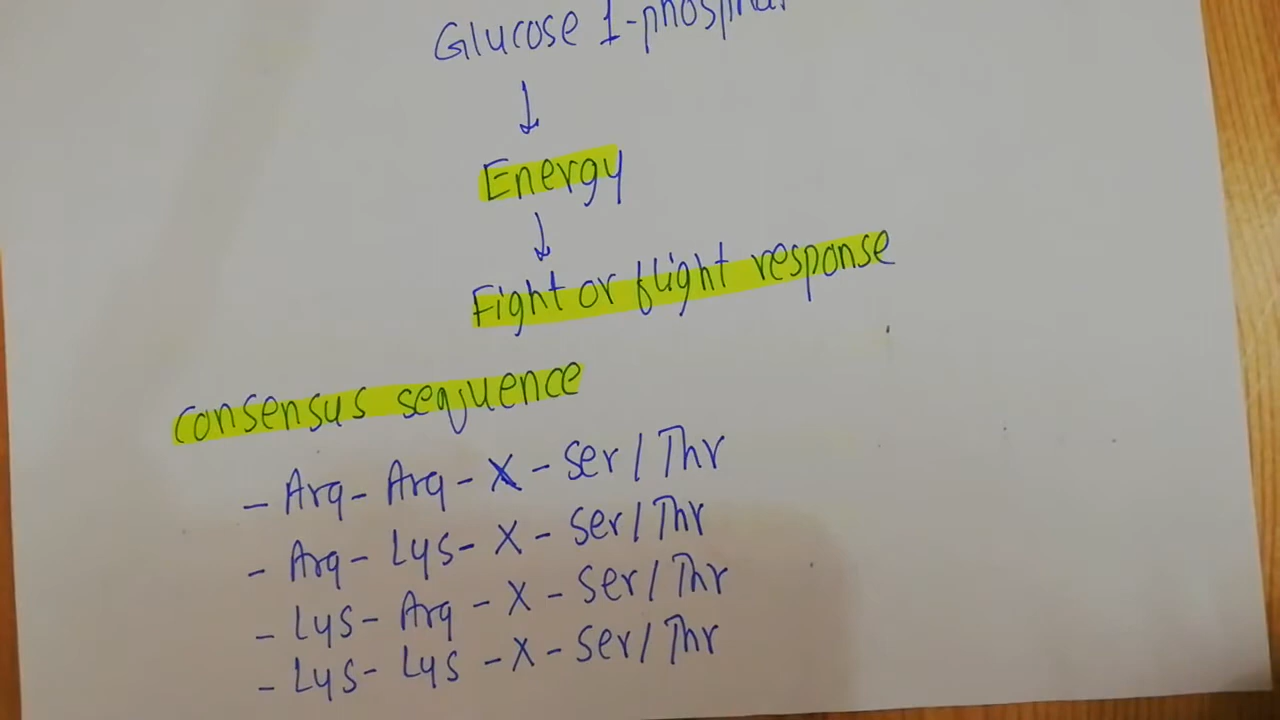 Glucose 1-phosphat
↓
Energy
↓
Fight or flight response
consensus sequence
- Arg - Arg - X - Ser / Thr
- Arg - Lys - X - Ser / Thr
- Lys - Arg - X - Ser / Thr
- Lys - Lys - X - Ser / Thr